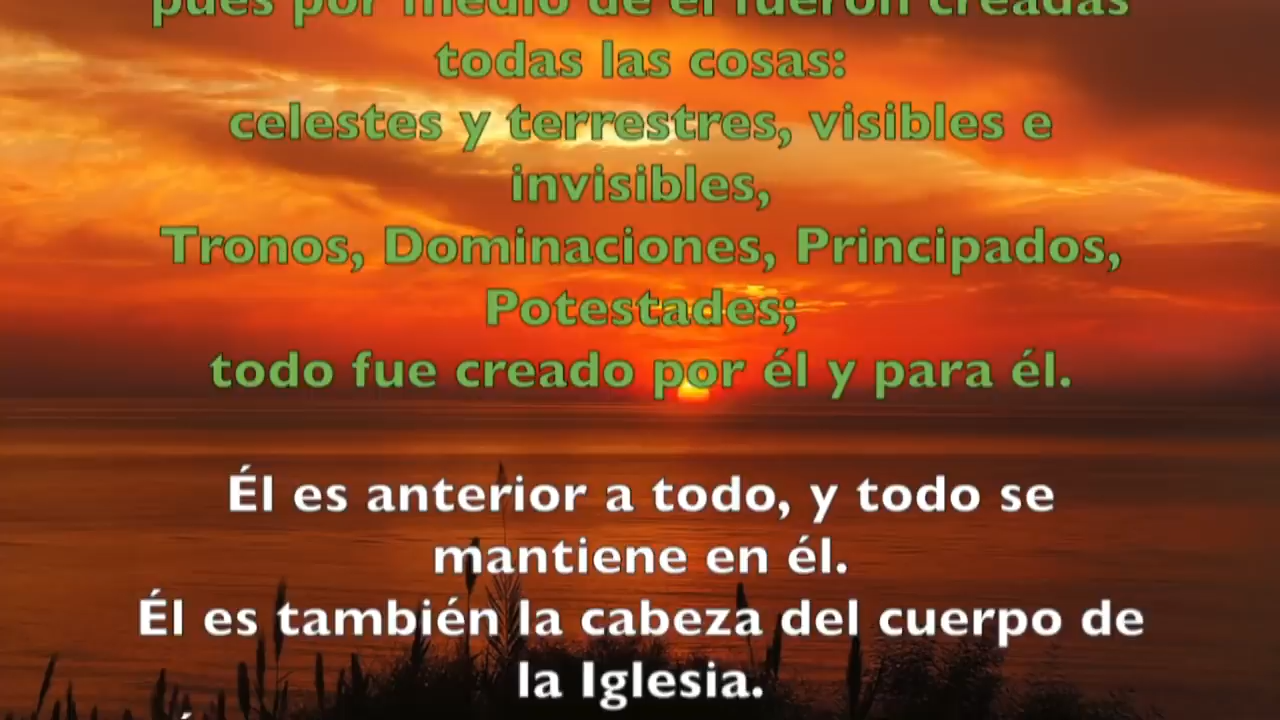 pues por medio de él fueron creadas
todas las cosas:
celestes y terrestres, visibles e
invisibles,
Tronos, Dominaciones, Principados,
Potestades;
todo fue creado por él y para él.
Él es anterior a todo, y todo se
mantiene en él.
Él es también la cabeza del cuerpo de
la Iglesia.